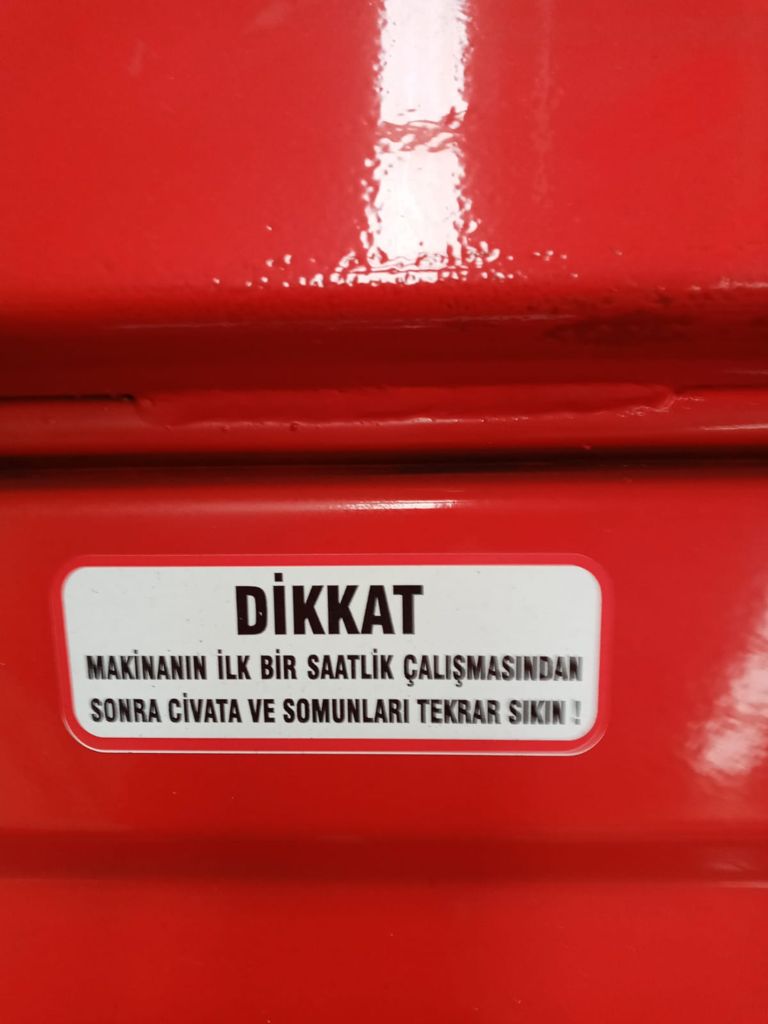 DİKKAT
MAKİNANIN İLK BİR SAATLİK ÇALIŞMASINDAN
SONRA CİVATA VE SOMUNLARI TEKRAR SIKIN !